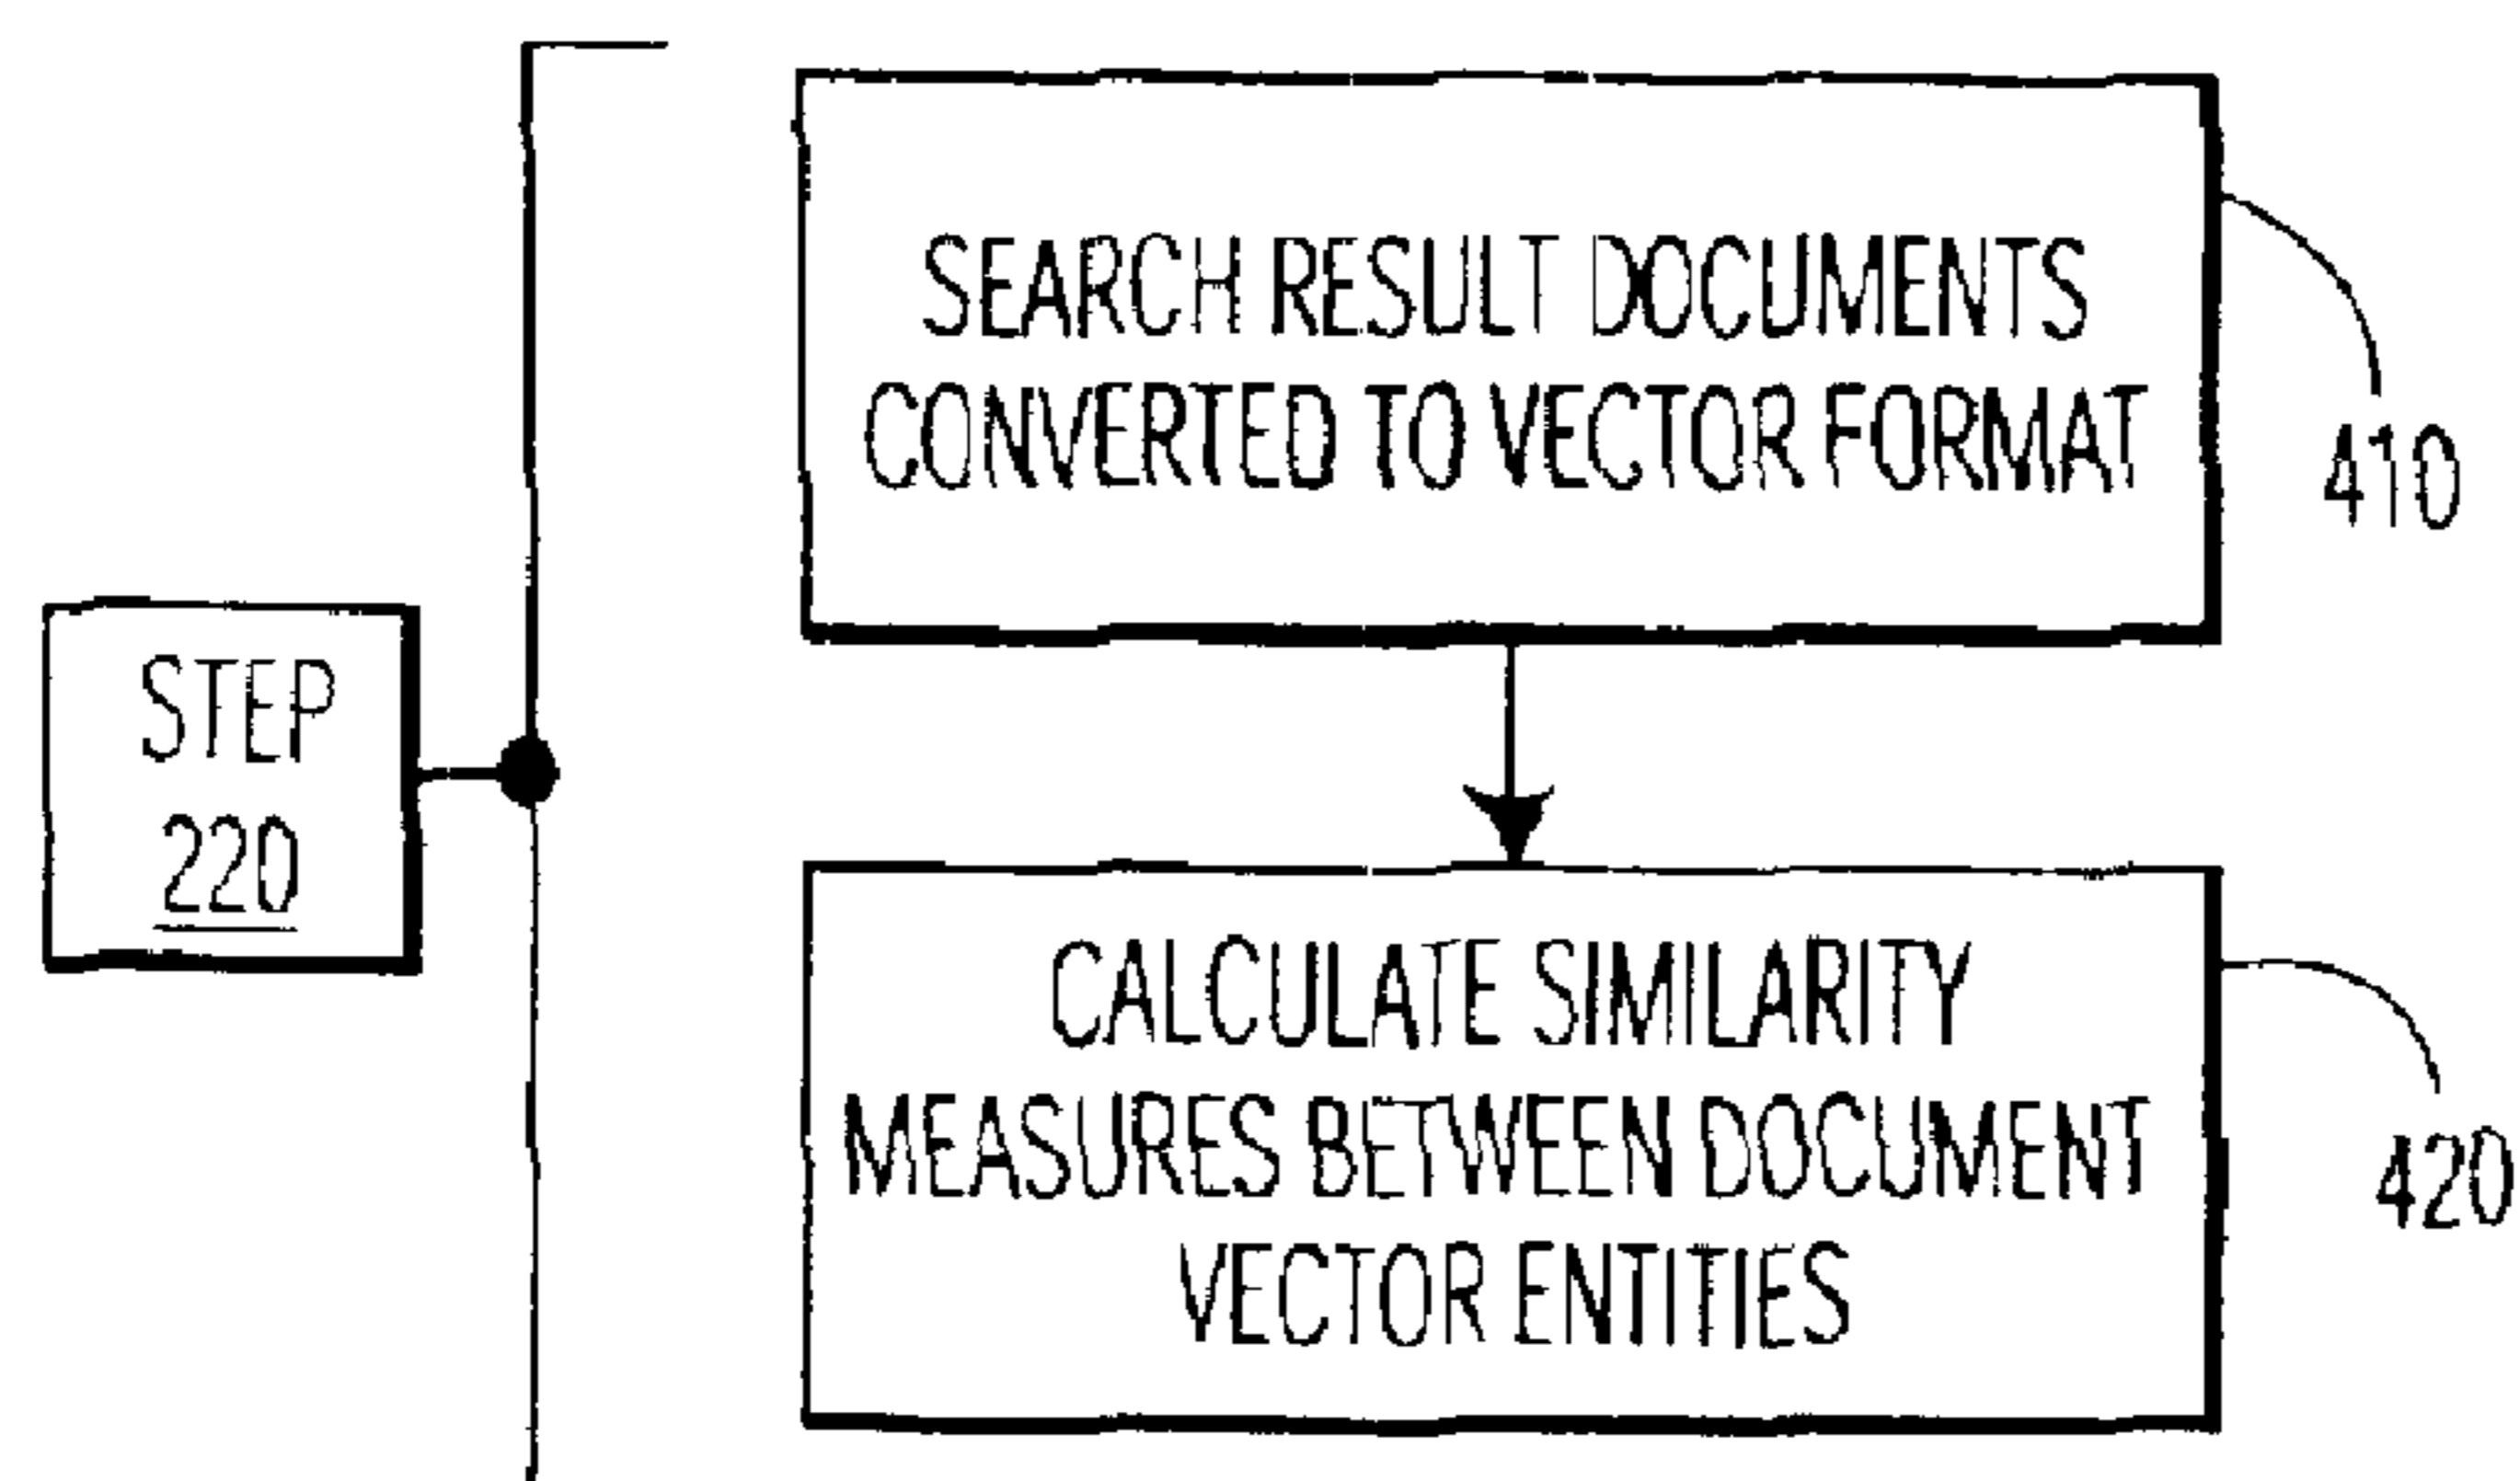 SEARCH RESULT DOCUMENTS
CONVERTED TO VECTOR FORMAT
410
STEP
220
CALCULATE SIMILARITY
MEASURES BETWEEN DOCUMENT
VECTOR ENTITIES
420